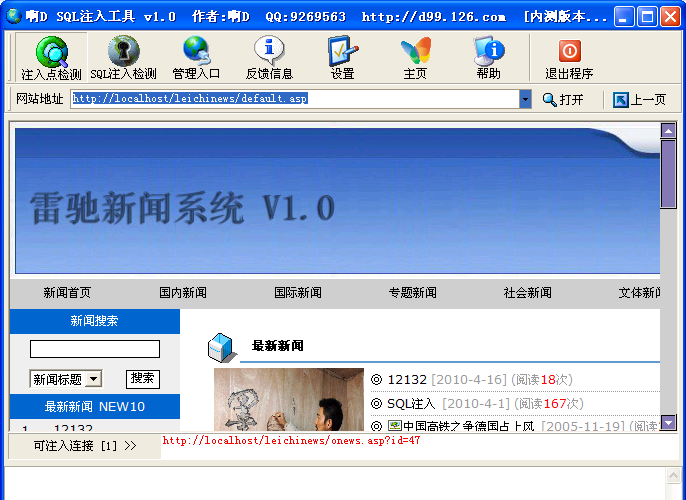 啊D SQL注入工具 v1.0 作者:啊D QQ:9269563 http://d99.126.com [内测版本...
注入点检测 SQL注入检测 管理入口 反馈信息 设置 主页 帮助 退出程序
网站地址 http://localhost/leichinews/default.asp 打开 上一页
雷驰新闻系统 V1.0
新闻首页 国内新闻 国际新闻 专题新闻 社会新闻 文体新闻
新闻搜索
最新新闻
新闻标题 搜索
12132 [2010-4-16] (阅读18次)
SQL注入 [2010-4-1] (阅读167次)
最新新闻 NEW10
中国高铁之争德国占上风 [2005-11-19] (阅读
1 12132
可注入连接 [1] >> http://localhost/leichinews/onews.asp?id=47